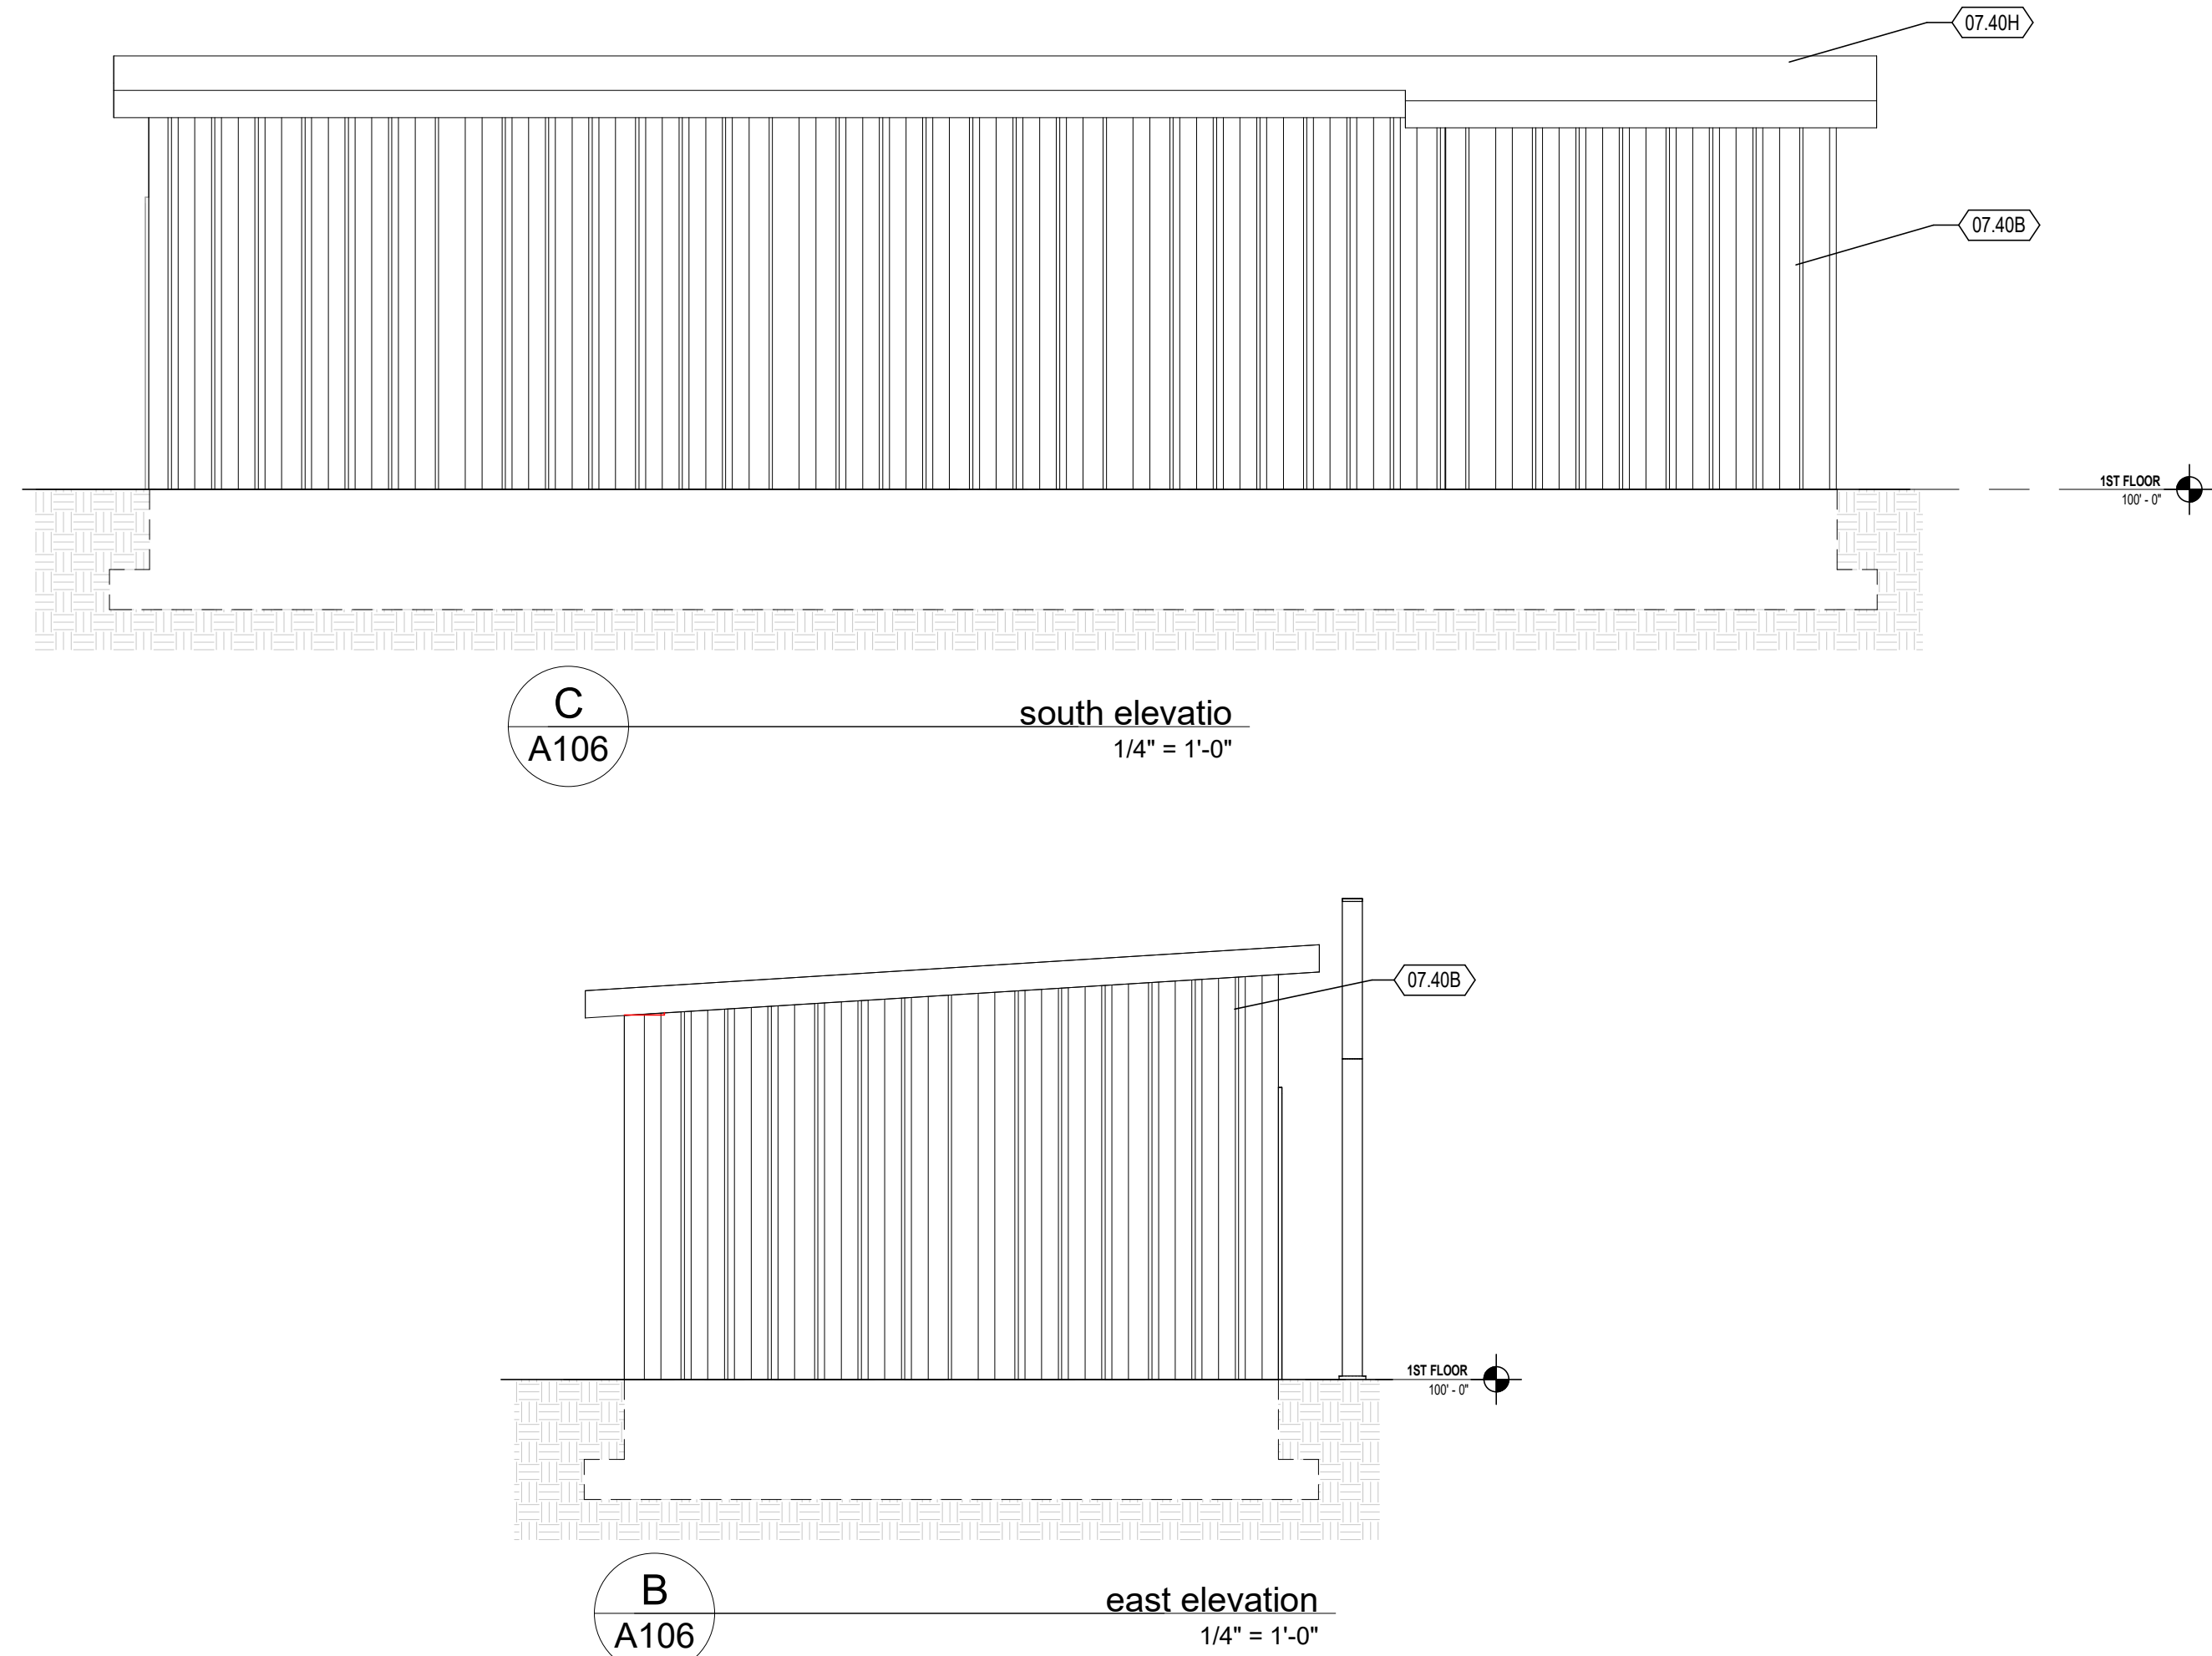 07.40H
07.40B
1ST FLOOR
100' - 0"
C
A106
south elevatio
1/4" = 1'-0"
07.40B
1ST FLOOR
100' - 0"
B
A106
east elevation
1/4" = 1'-0"